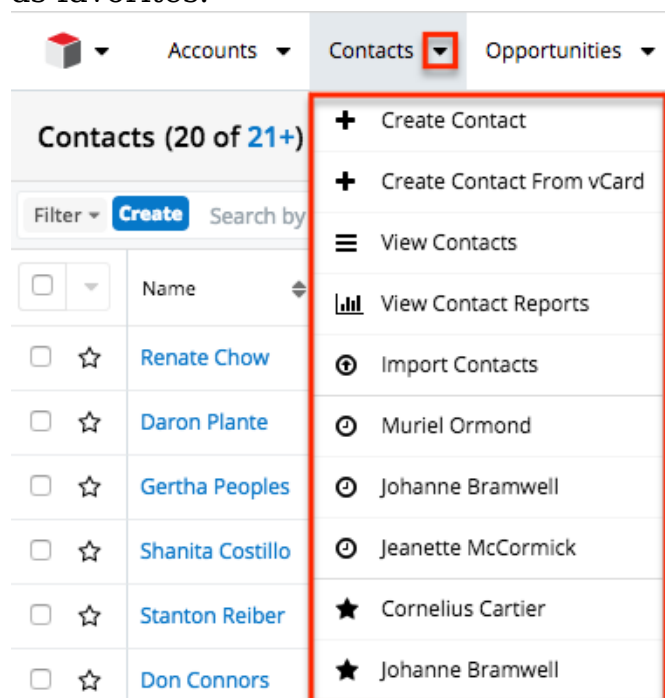 as favorites.
Accounts Contacts Opportunities
Contacts (20 of 21+)
Filter Create Search by
Name
Renate Chow
Daron Plante
Gertha Peoples
Shanita Costillo
Stanton Reiber
Don Connors
Create Contact
Create Contact From vCard
View Contacts
View Contact Reports
Import Contacts
Muriel Ormond
Johanne Bramwell
Jeanette McCormick
Cornelius Cartier
Johanne Bramwell